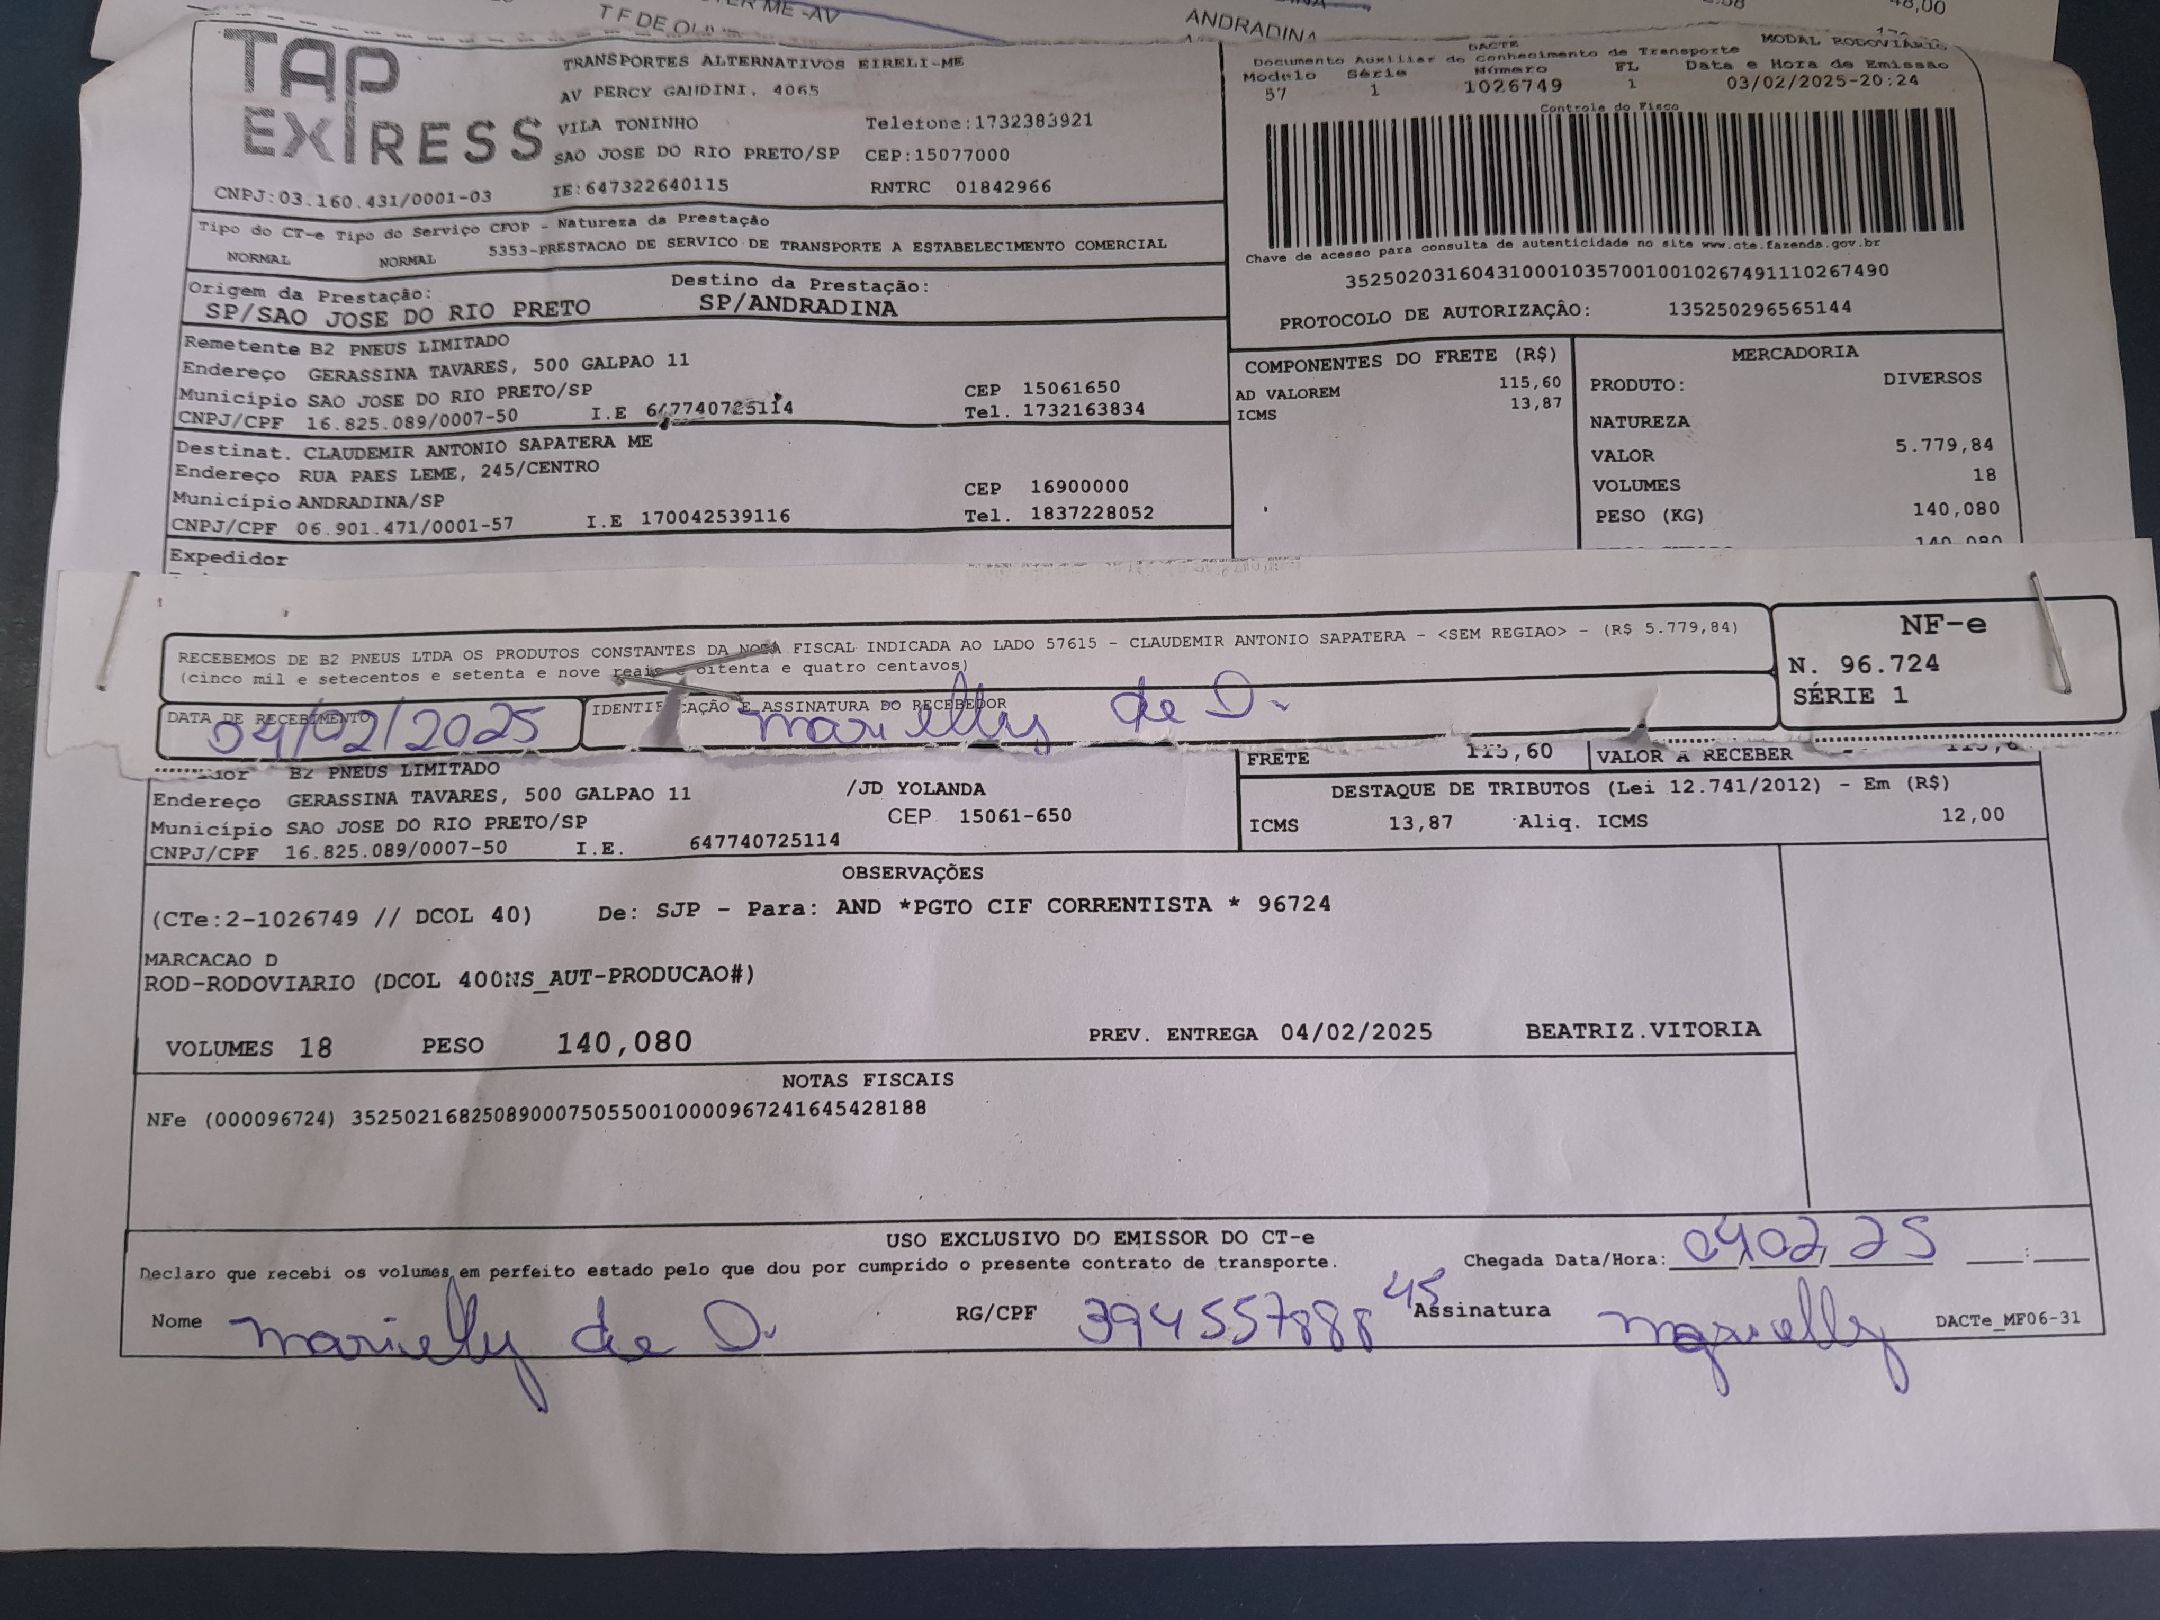 T F DE
ANDRADINA
48,00
TAP
EXPRESS
TRANSPORTES ALTERNATIVOS EIRELI-ME
AV PERCY GANDINI, 4065
VILA TONINHO Telefone:1732383921
SAO JOSE DO RIO PRETO/SP CEP:15077000
CNPJ:03.160.431/0001-03 IE:647322640115 RNTRC 01842966
DACTE MODAL RODOVIÁRIO
Documento Auxiliar do Conhecimento de Transporte
Modelo Série Número FL Data e Hora de Emissão
57 1 1026749 1 03/02/2025-20:24
Controle do Fisco
Chave de acesso para consulta de autenticidade no site www.cte.fazenda.gov.br
35250203160431000103570010010267491110267490
PROTOCOLO DE AUTORIZAÇÃO: 135250296565144
Tipo do CT-e Tipo do Serviço CFOP - Natureza da Prestação
NORMAL NORMAL 5353-PRESTACAO DE SERVICO DE TRANSPORTE A ESTABELECIMENTO COMERCIAL
Origem da Prestação: Destino da Prestação:
SP/SAO JOSE DO RIO PRETO SP/ANDRADINA
Remetente B2 PNEUS LIMITADO
Endereço GERASSINA TAVARES, 500 GALPAO 11
Município SAO JOSE DO RIO PRETO/SP CEP 15061650
CNPJ/CPF 16.825.089/0007-50 I.E 647740725114 Tel. 1732163834
Destinat. CLAUDEMIR ANTONIO SAPATERA ME
Endereço RUA PAES LEME, 245/CENTRO
Município ANDRADINA/SP CEP 16900000
CNPJ/CPF 06.901.471/0001-57 I.E 170042539116 Tel. 1837228052
Expedidor
COMPONENTES DO FRETE (R$)
AD VALOREM 115,60
ICMS 13,87
MERCADORIA
PRODUTO: DIVERSOS
NATUREZA
VALOR 5.779,84
VOLUMES 18
PESO (KG) 140,080
140,080
RECEBEMOS DE B2 PNEUS LTDA OS PRODUTOS CONSTANTES DA NOTA FISCAL INDICADA AO LADO 57615 - CLAUDEMIR ANTONIO SAPATERA - <SEM REGIAO> - (R$ 5.779,84)
(cinco mil e setecentos e setenta e nove reais e oitenta e quatro centavos)
DATA DE RECEBIMENTO IDENTIFICAÇÃO E ASSINATURA DO RECEBEDOR
04/02/2025 marielly de O.
NF-e
N. 96.724
SÉRIE 1
B2 PNEUS LIMITADO
Endereço GERASSINA TAVARES, 500 GALPAO 11 /JD YOLANDA
Município SAO JOSE DO RIO PRETO/SP CEP 15061-650
CNPJ/CPF 16.825.089/0007-50 I.E. 647740725114
FRETE 115,60 VALOR A RECEBER
DESTAQUE DE TRIBUTOS (Lei 12.741/2012) - Em (R$)
ICMS 13,87 Aliq. ICMS 12,00
OBSERVAÇÕES
(CTe:2-1026749 // DCOL 40) De: SJP - Para: AND *PGTO CIF CORRENTISTA * 96724
MARCACAO D
ROD-RODOVIARIO (DCOL 400NS_AUT-PRODUCAO#)
VOLUMES 18 PESO 140,080 PREV. ENTREGA 04/02/2025 BEATRIZ.VITORIA
NOTAS FISCAIS
NFe (000096724) 35250216825089000750550010000967241645428188
USO EXCLUSIVO DO EMISSOR DO CT-e
Declaro que recebi os volumes em perfeito estado pelo que dou por cumprido o presente contrato de transporte. Chegada Data/Hora: 04 02 25 :
Nome marielly de O. RG/CPF 394557888 45 Assinatura marielly DACTe_MF06-31